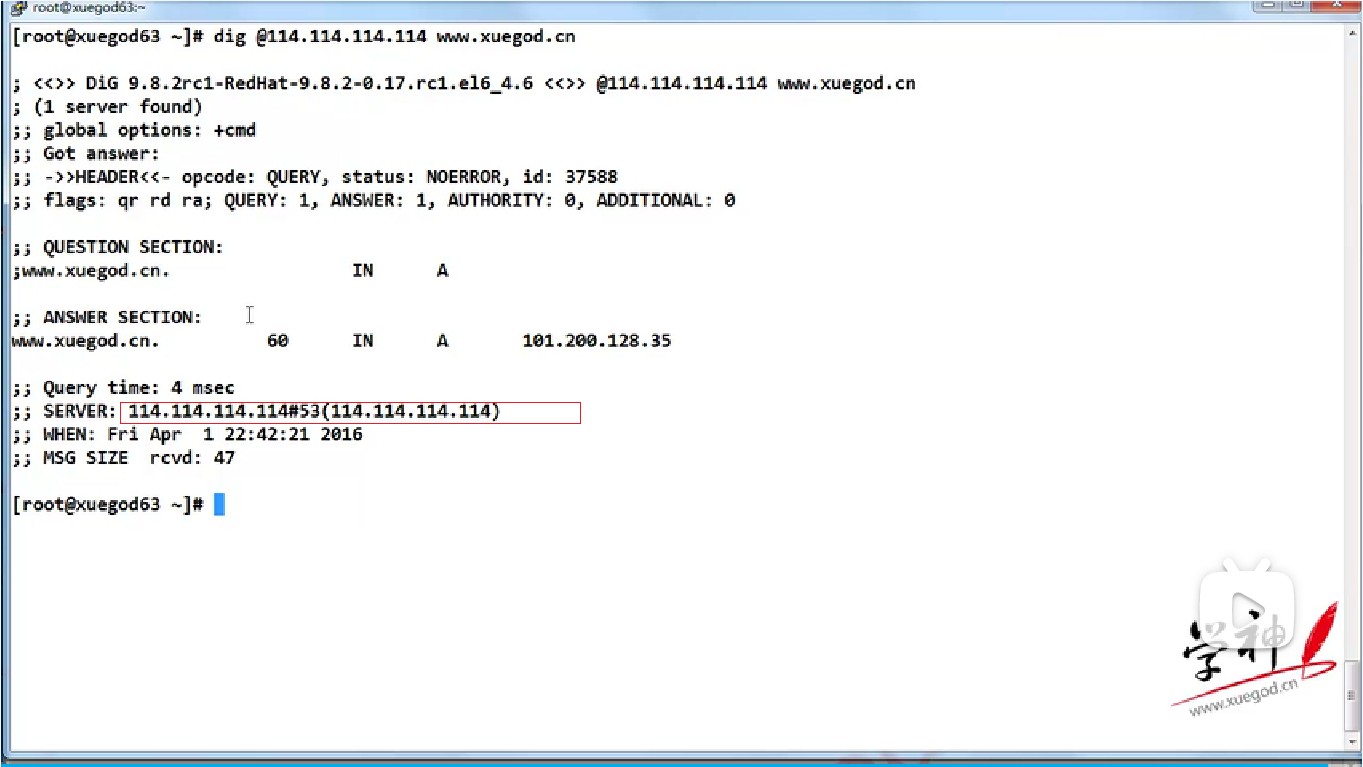 root@xuegod63:~
[root@xuegod63 ~]# dig @114.114.114.114 www.xuegod.cn
; <<>> DiG 9.8.2rc1-RedHat-9.8.2-0.17.rc1.el6_4.6 <<>> @114.114.114.114 www.xuegod.cn
; (1 server found)
;; global options: +cmd
;; Got answer:
;; ->>HEADER<<- opcode: QUERY, status: NOERROR, id: 37588
;; flags: qr rd ra; QUERY: 1, ANSWER: 1, AUTHORITY: 0, ADDITIONAL: 0
;; QUESTION SECTION:
;www.xuegod.cn. IN A
;; ANSWER SECTION:
www.xuegod.cn. 60 IN A 101.200.128.35
;; Query time: 4 msec
;; SERVER: 114.114.114.114#53(114.114.114.114)
;; WHEN: Fri Apr 1 22:42:21 2016
;; MSG SIZE rcvd: 47
[root@xuegod63 ~]#
学神
www.xuegod.cn